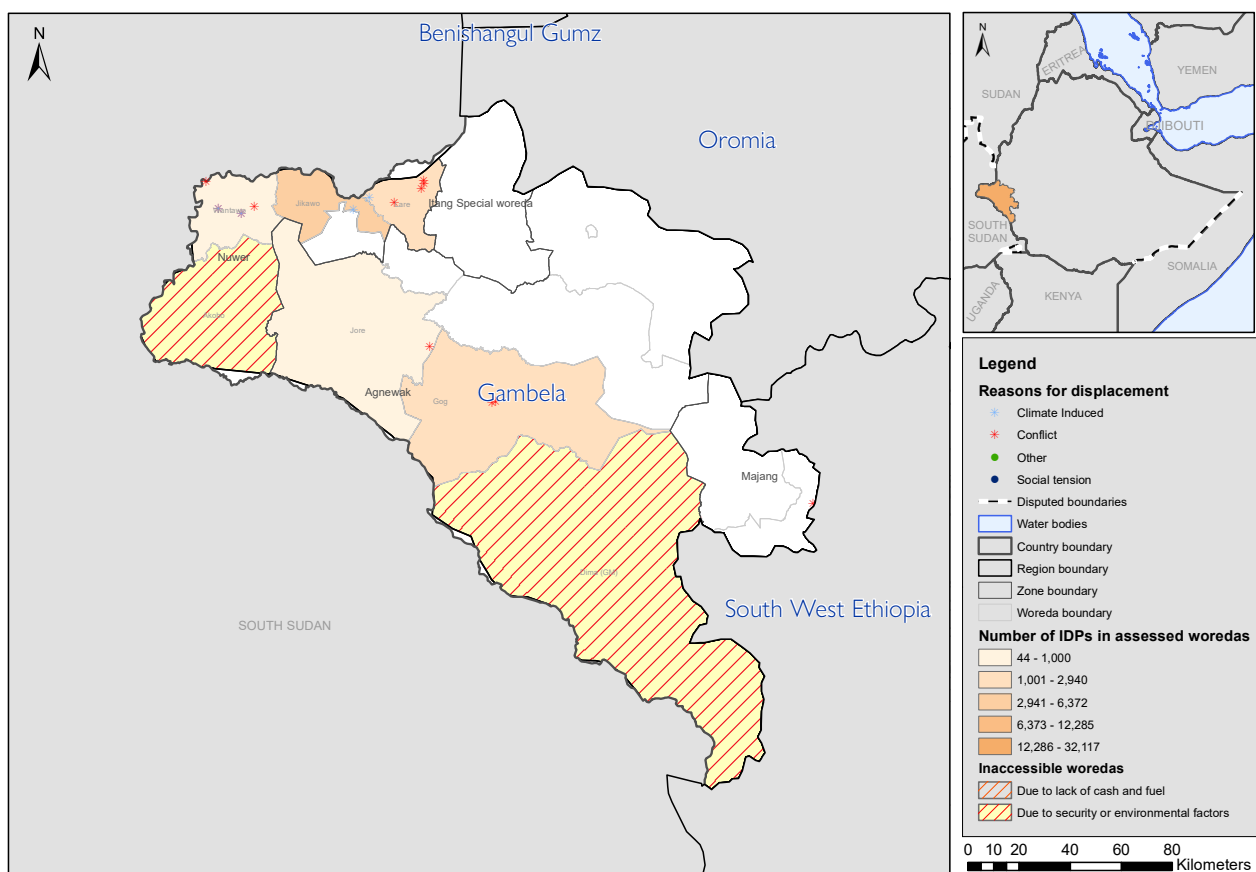 N
Benishangul Gumz
Oromia
Jikawo
Itang Special woreda
Nuwer
Akobo
Jore
Agnewak
Gambela
Gog
Majang
Dima (GM)
South West Ethiopia
SOUTH SUDAN
N
ERITREA
YEMEN
SUDAN
DJIBOUTI
SOUTH
SUDAN
SOMALIA
UGANDA
KENYA
Legend
Reasons for displacement
Climate Induced
Conflict
Other
Social tension
Disputed boundaries
Water bodies
Country boundary
Region boundary
Zone boundary
Woreda boundary
Number of IDPs in assessed woredas
44 - 1,000
1,001 - 2,940
2,941 - 6,372
6,373 - 12,285
12,286 - 32,117
Inaccessible woredas
Due to lack of cash and fuel
Due to security or environmental factors
0 10 20 40 60 80
Kilometers